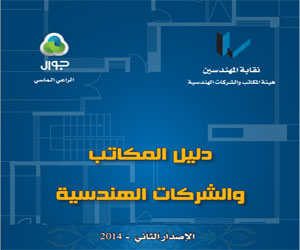 نقابة المهندسين
هيئة المكاتب والشركات الهندسية
جوال
الراعي الماسي
دليل المكاتب
والشركات الهندسية
الإصدار الثاني - 2014